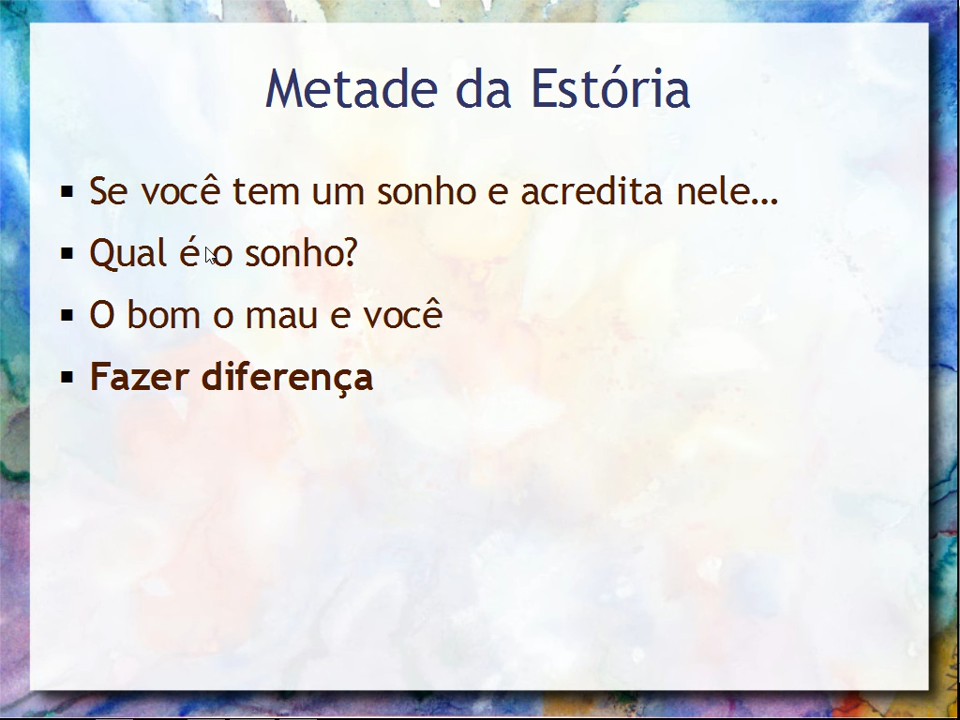 Metade da Estória
Se você tem um sonho e acredita nele...
Qual é o sonho?
O bom o mau e você
Fazer diferença